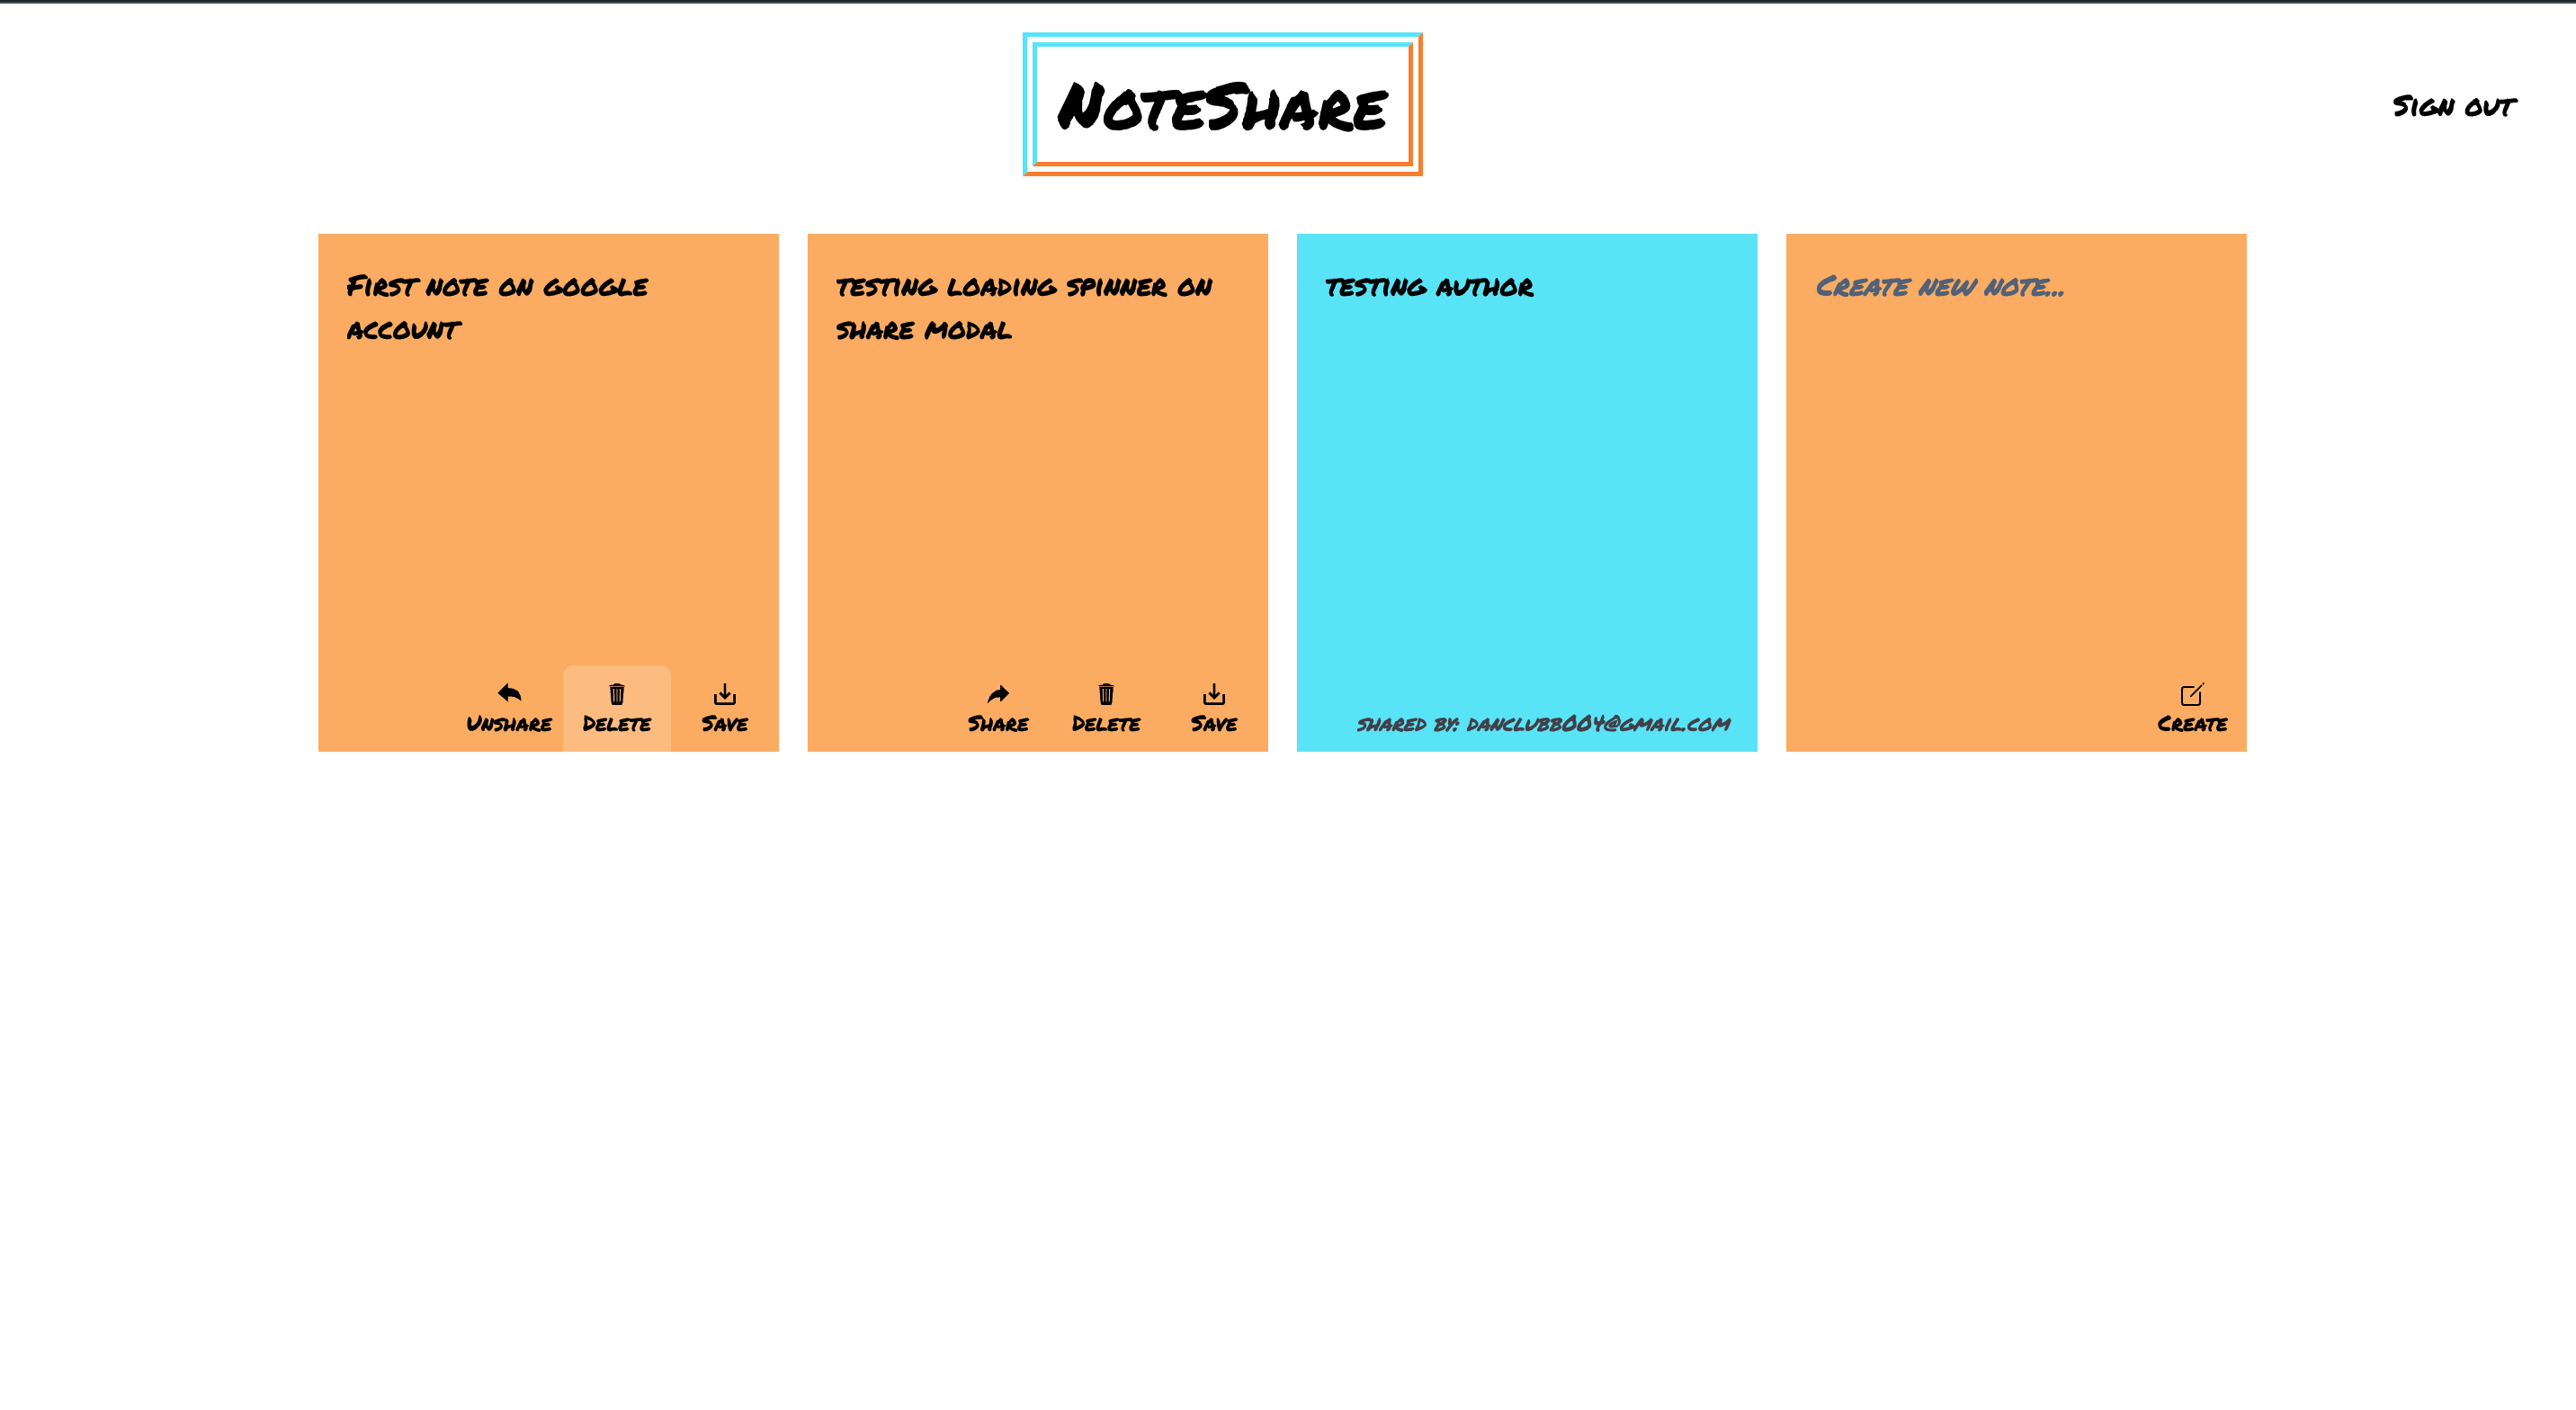 NoteShare
Sign out
First note on google
account
Unshare
Delete
Save
testing loading spinner on
share modal
Share
Delete
Save
testing author
shared by: danclubb004@gmail.com
Create new note...
Create